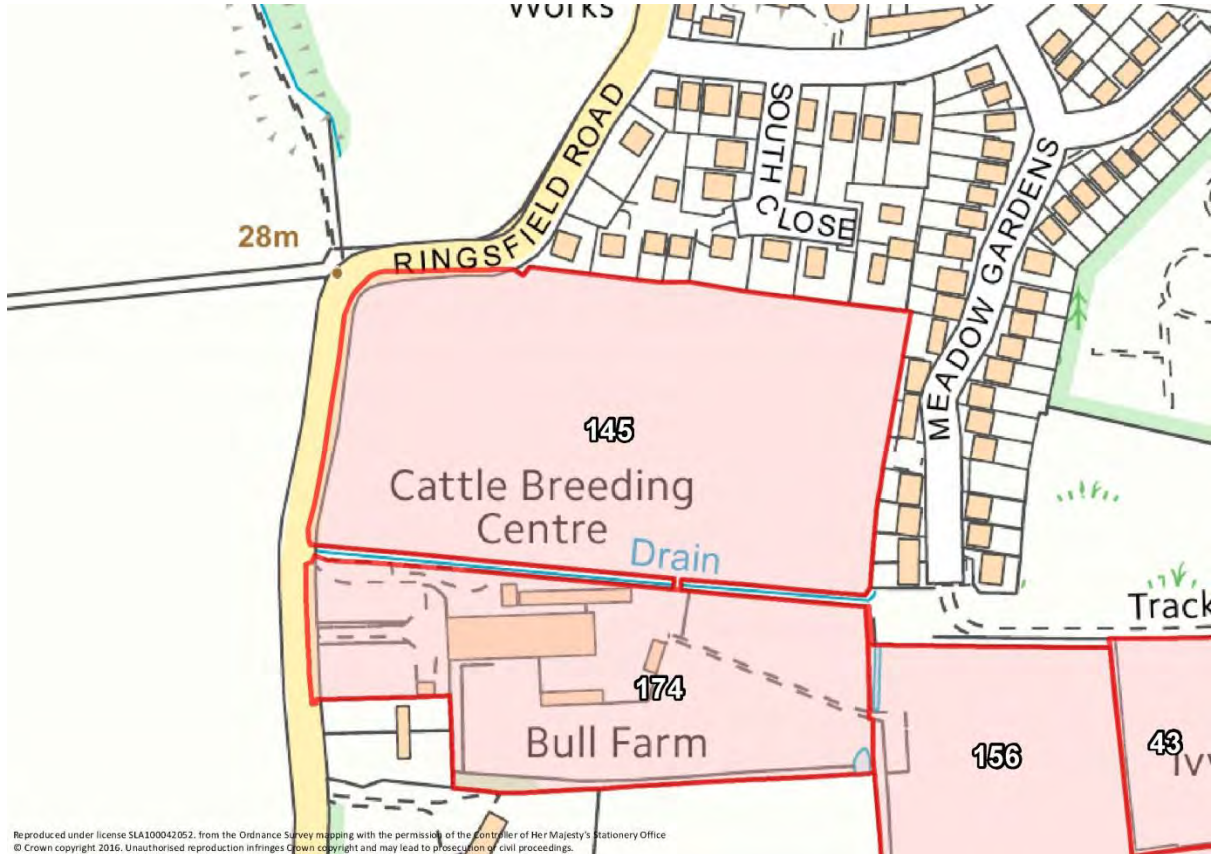 Works
SOUTH CLOSE
RINGSFIELD ROAD
MEADOW GARDENS
28m
145
Cattle Breeding
Centre
Drain
Track
174
Bull Farm
156
43
Reproduced under license SLA100042052. from the Ordnance Survey mapping with the permission of the Controller of Her Majesty's Stationery Office
© Crown copyright 2016. Unauthorised reproduction infringes Crown copyright and may lead to prosecution or civil proceedings.